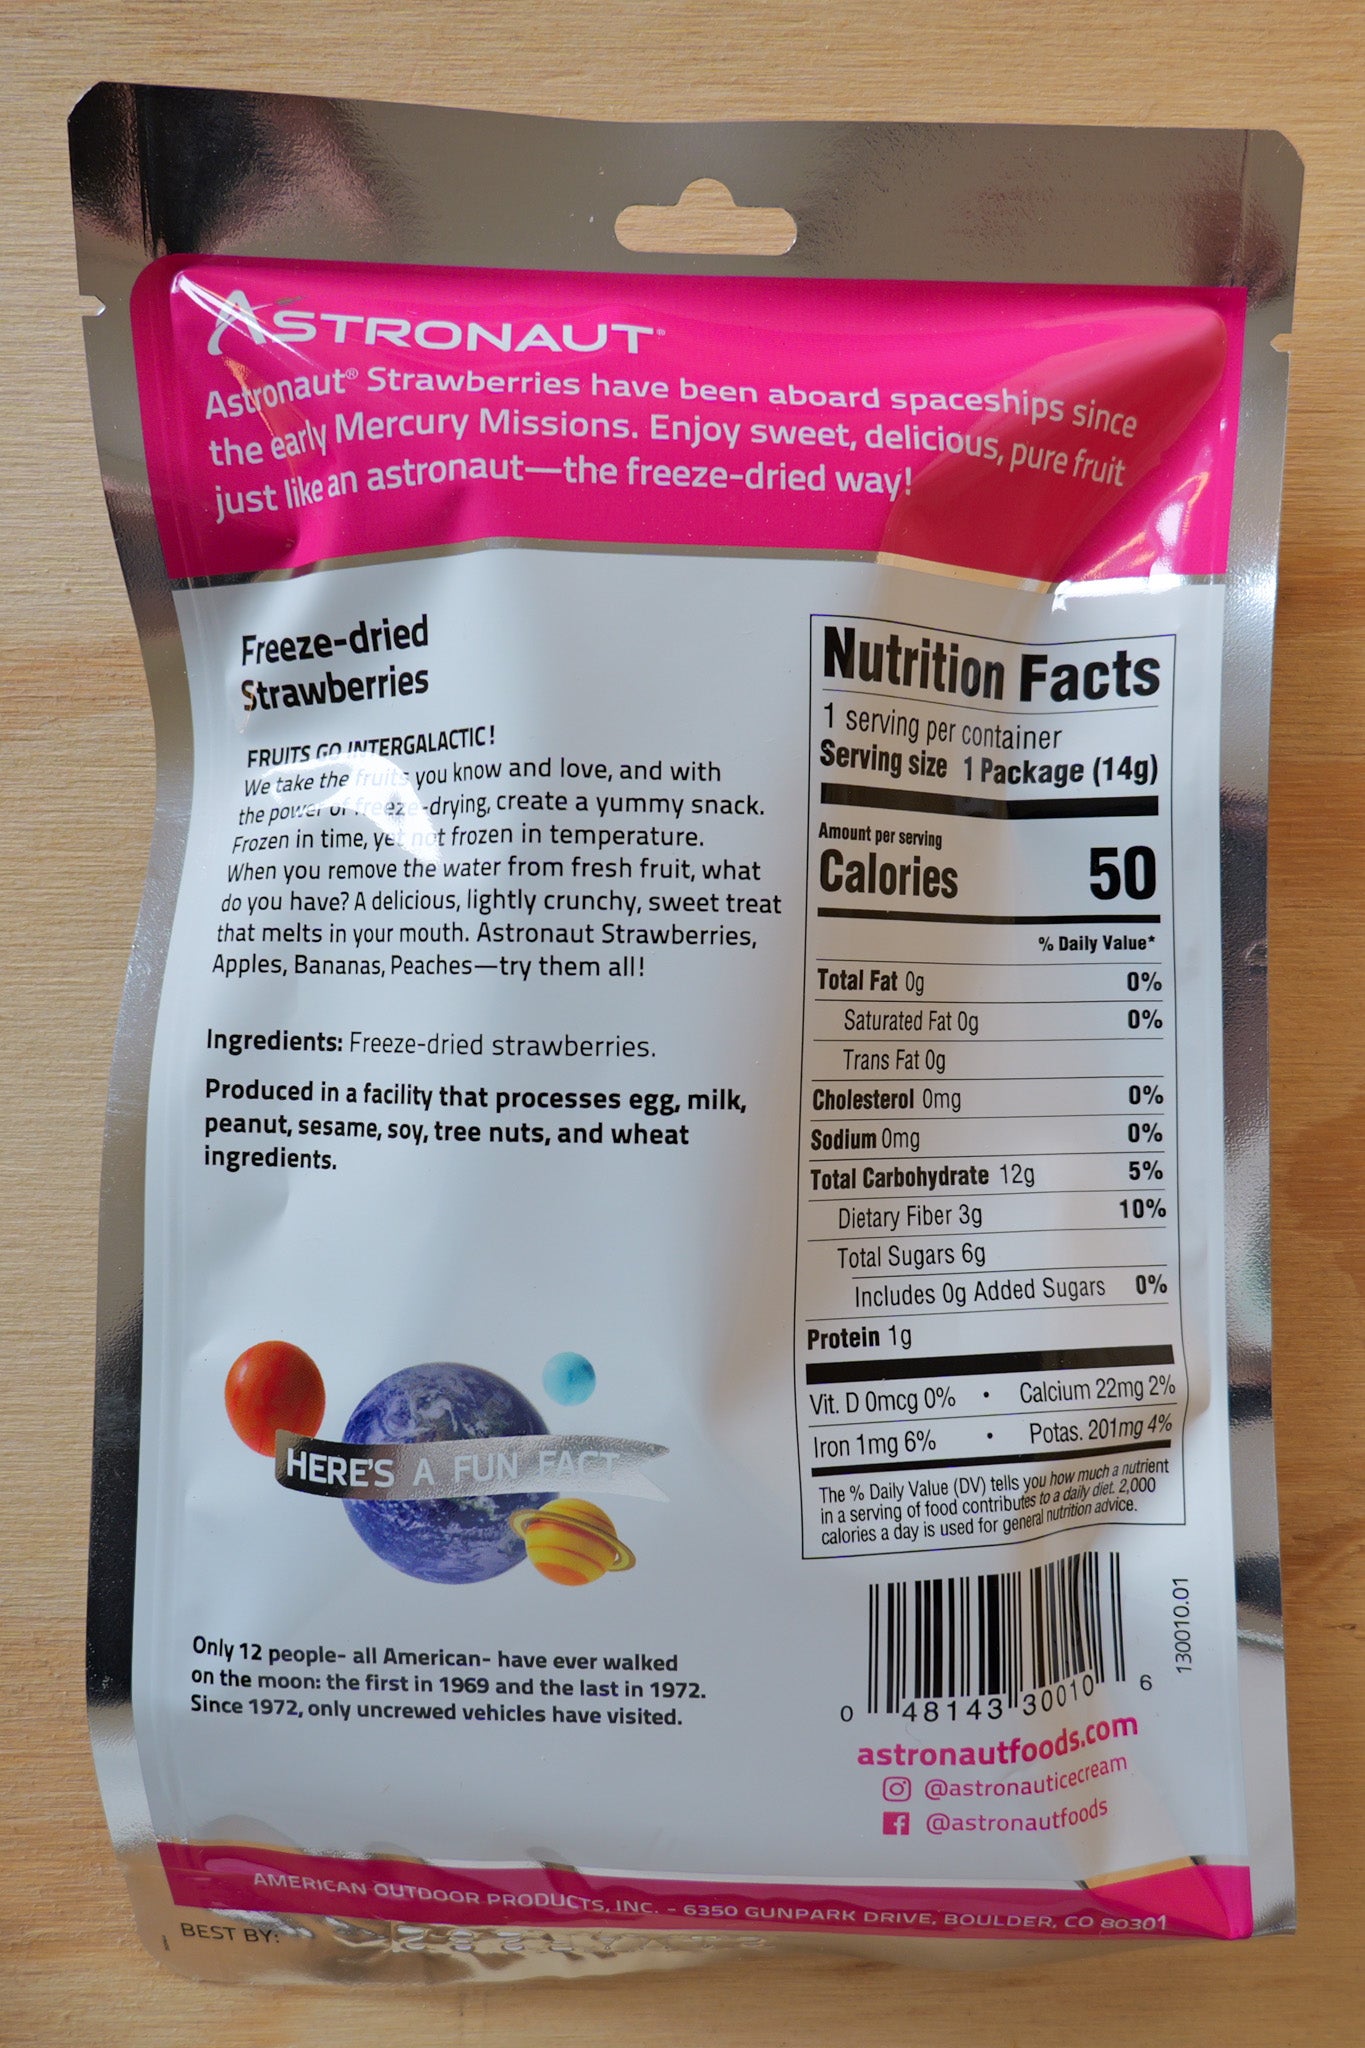 ASTRONAUT®
Astronaut® Strawberries have been aboard spaceships since
the early Mercury Missions. Enjoy sweet, delicious, pure fruit
just like an astronaut—the freeze-dried way!
Freeze-dried
Strawberries
FRUITS GO INTERGALACTIC!
We take the fruits you know and love, and with
the power of freeze-drying, create a yummy snack.
Frozen in time, yet not frozen in temperature.
When you remove the water from fresh fruit, what
do you have? A delicious, lightly crunchy, sweet treat
that melts in your mouth. Astronaut Strawberries,
Apples, Bananas, Peaches—try them all!
Ingredients: Freeze-dried strawberries.
Produced in a facility that processes egg, milk,
peanut, sesame, soy, tree nuts, and wheat
ingredients.
HERE'S A FUN FACT
Only 12 people- all American- have ever walked
on the moon: the first in 1969 and the last in 1972.
Since 1972, only uncrewed vehicles have visited.
Nutrition Facts
1 serving per container
Serving size 1 Package (14g)
Amount per serving
Calories 50
% Daily Value*
Total Fat 0g 0%
Saturated Fat 0g 0%
Trans Fat 0g
Cholesterol 0mg 0%
Sodium 0mg 0%
Total Carbohydrate 12g 5%
Dietary Fiber 3g 10%
Total Sugars 6g
Includes 0g Added Sugars 0%
Protein 1g
Vit. D 0mcg 0% • Calcium 22mg 2%
Iron 1mg 6% • Potas. 201mg 4%
The % Daily Value (DV) tells you how much a nutrient
in a serving of food contributes to a daily diet. 2,000
calories a day is used for general nutrition advice.
0 48143 30010 6
130010.01
astronautfoods.com
@astronauticecream
@astronautfoods
AMERICAN OUTDOOR PRODUCTS, INC. - 6350 GUNPARK DRIVE, BOULDER, CO 80301
BEST BY: